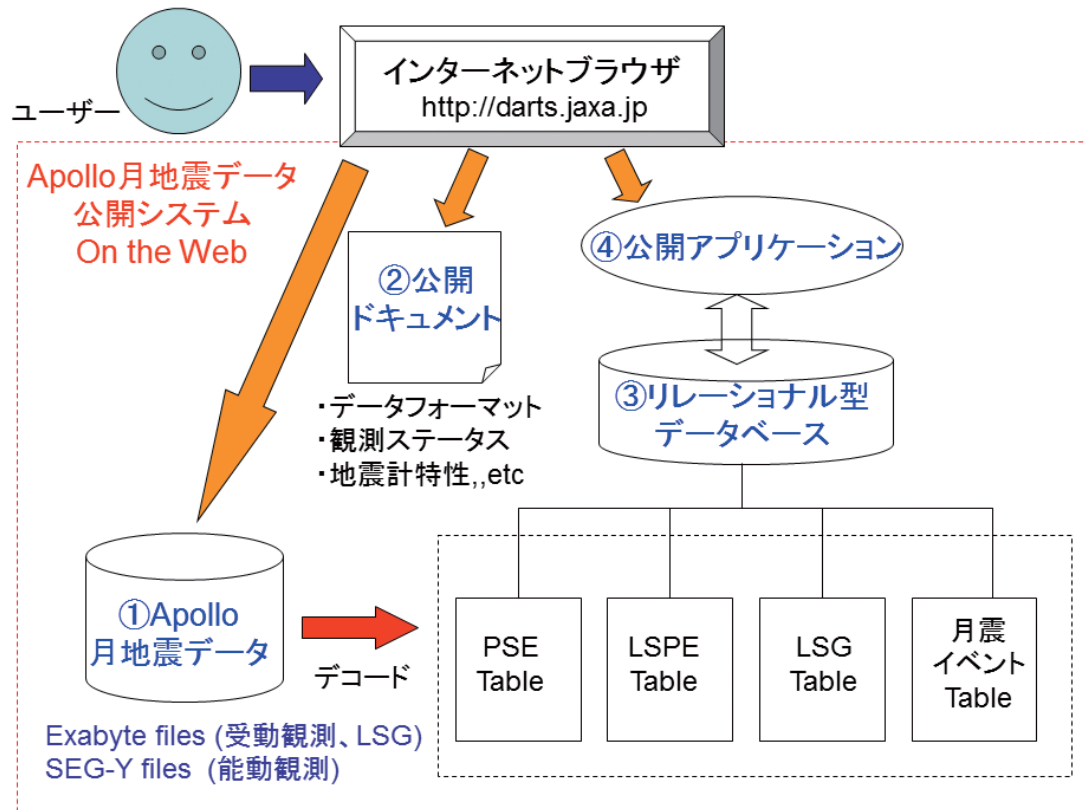 ユーザー
インターネットブラウザ
http://darts.jaxa.jp
Apollo月地震データ
公開システム
On the Web
②公開
ドキュメント
・データフォーマット
・観測ステータス
・地震計特性,,etc
④公開アプリケーション
③リレーショナル型
データベース
①Apollo
月地震データ
デコード
Exabyte files (受動観測、LSG)
SEG-Y files (能動観測)
PSE
Table
LSPE
Table
LSG
Table
月震
イベント
Table